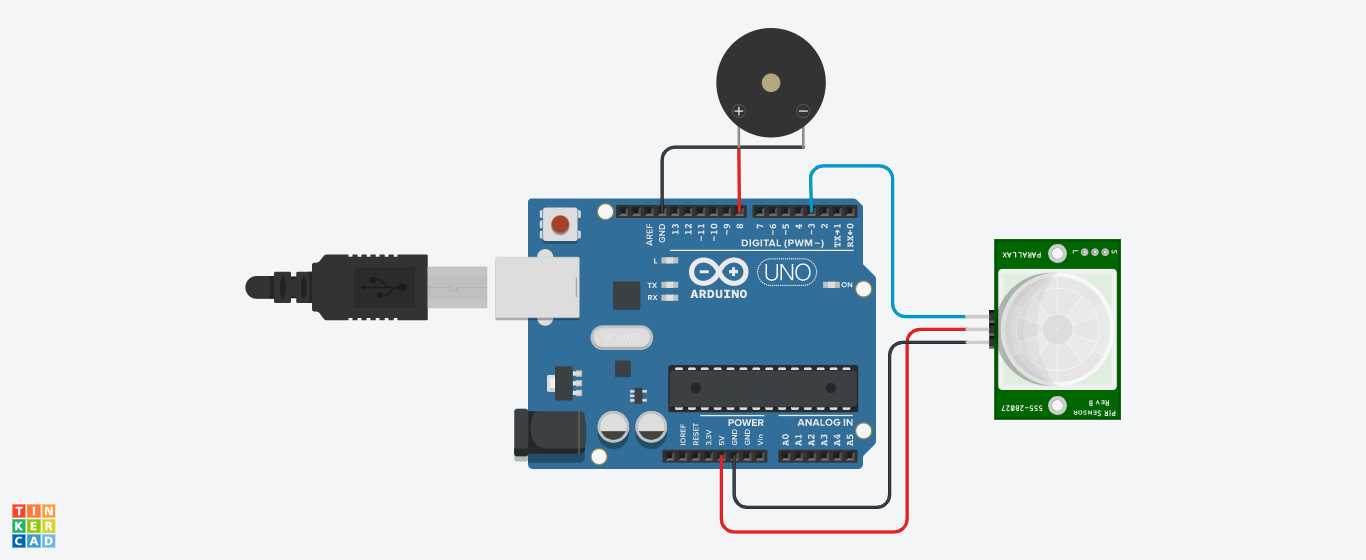 + −
AREF
GND
13
12
~11
~10
~9
8
7
~6
~5
4
~3
2
TX→1
RX←0
DIGITAL (PWM~)
L
TX
RX
ARDUINO
UNO
ON
POWER
ANALOG IN
IOREF
RESET
3.3V
5V
GND
GND
Vin
A0
A1
A2
A3
A4
A5
PARALLAX
L
S
555-28027
Rev B
PIR SENSOR
TIN
KER
CAD